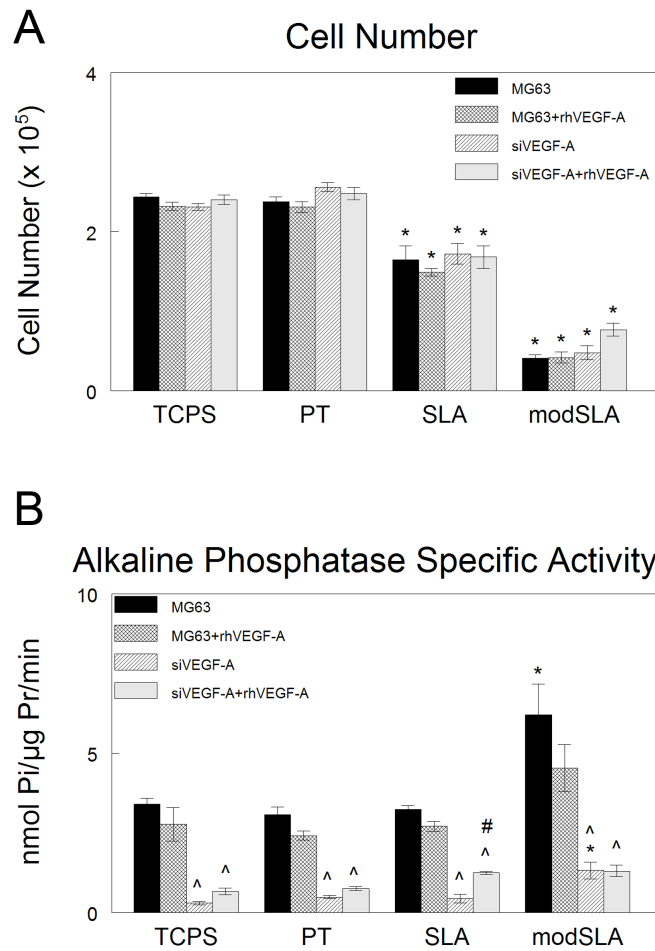 A
Cell Number
4
MG63
MG63+rhVEGF-A
siVEGF-A
siVEGF-A+rhVEGF-A
Cell Number (x 10⁵)
2
* * * *
* * * *
0
TCPS PT SLA modSLA
B
Alkaline Phosphatase Specific Activity
10
MG63
MG63+rhVEGF-A
siVEGF-A
siVEGF-A+rhVEGF-A
nmol Pi/µg Pr/min
*
5
#
^ ^ ^ ^ ^ ^ ^ ^
*
0
TCPS PT SLA modSLA